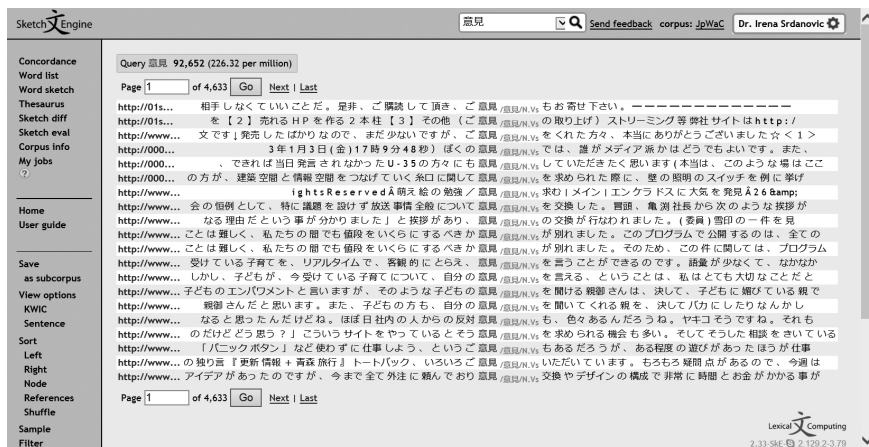 Sketch文Engine
意見
Send feedback corpus: JpWaC
Dr. Irena Srdanovic
Concordance
Word list
Word sketch
Thesaurus
Sketch diff
Sketch eval
Corpus info
My jobs
?
Home
User guide
Save
as subcorpus
View options
KWIC
Sentence
Sort
Left
Right
Node
References
Shuffle
Sample
Filter
Query 意見 92,652 (226.32 per million)
Page 1 of 4,633 Go Next | Last
http://01s... 相手しなくていいことだ。是非、ご購読して頂き、ご 意見 /意見/N.Vs もお寄せ下さい。ーーーーーーーーーーーーー
http://01s... を【2】売れるHPを作る2本柱【3】その他(ご 意見 /意見/N.Vs の取り上げ) ストリーミング等弊社サイトはhttp:/
http://www... 文です↓発売したばかりなので、まだ少ないですが、ご 意見 /意見/N.Vs をくれた方々、本当にありがとうございました☆<1>
http://000... 3年1月3日(金)17時9分48秒) ぼくの 意見 /意見/N.Vs では、誰がメディア派かはどうでもよいです。また、
http://000... 、できれば当日発言されなかったU-35の方々にも 意見 /意見/N.Vs していただきたく思います(本当は、このような場はここ
http://000... の方が、建築空間と情報空間をつなげていく糸口に関して 意見 /意見/N.Vs を求められた際に、壁の照明のスイッチを例に挙げ
http://www... ightsReservedÂ萌え絵の勉強/ 意見 /意見/N.Vs 求む|メイン|エンケラドスに大気を発見Â26&amp;
http://www... 会の恒例として、特に議題を設けず放送事情全般について 意見 /意見/N.Vs を交換した。冒頭、亀渕社長から次のような挨拶が
http://www... なる理由だという事が分かりました」と挨拶があり、 意見 /意見/N.Vs の交換が行なわれました。(委員)雪印の一件を見
http://www... ことは難しく、私たちの間でも値段をいくらにするべきか 意見 /意見/N.Vs が別れました。このプログラムで公開するのは、全ての
http://www... ことは難しく、私たちの間でも値段をいくらにするべきか 意見 /意見/N.Vs が別れました。そのため、この件に関しては、プログラム
http://www... 受けている子育てを、リアルタイムで、客観的にとらえ、 意見 /意見/N.Vs を言うことができるのです。語彙が少なくて、なかなか
http://www... しかし、子どもが、今受けている子育てについて、自分の 意見 /意見/N.Vs を言える、ということは、私はとても大切なことだと
http://www... 子どものエンパワメントと言いますが、そのような子どもの 意見 /意見/N.Vs を聞ける親御さんは、決して、子どもに媚びている親で
http://www... 親御さんだと思います。また、子どもの方も、自分の 意見 /意見/N.Vs を聞いてくれる親を、決してバカにしたりなんかし
http://www... なると思ったんだけどね。ほぼ日社内の人からの反対 意見 /意見/N.Vs も、色々あるんだろうね。ヤキコそうですね。それも
http://www... のだけどどう思う?」こういうサイトをやっているとそう 意見 /意見/N.Vs を求められる機会も多い。そしてそうした相談をきいている
http://www... 「パニックボタン」など使わずに仕事しよう、というご 意見 /意見/N.Vs もあるだろうが、ある程度の遊びがあったほうが仕事
http://www... の独り言『更新情報+青森旅行』トートバック、いろいろご 意見 /意見/N.Vs いただいています。もろもろ疑問点があるので、今週は
http://www... アイデアがあったのですが、今まで全て外注に頼んでおり 意見 /意見/N.Vs 交換やデザインの構成で非常に時間とお金がかかる事が
Page 1 of 4,633 Go Next | Last
Lexical文Computing
2.33-SkE-2.129.2-3.79